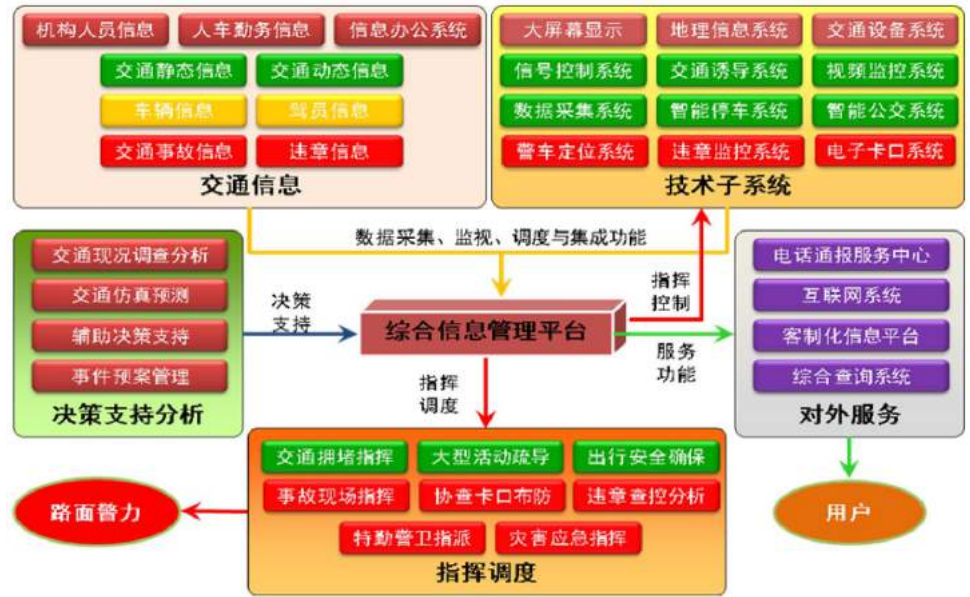 机构人员信息 人车勤务信息 信息办公系统
交通静态信息 交通动态信息
车辆信息 驾员信息
交通事故信息 违章信息
交通信息
大屏幕显示 地理信息系统 交通设备系统
信号控制系统 交通诱导系统 视频监控系统
数据采集系统 智能停车系统 智能公交系统
警车定位系统 违章监控系统 电子卡口系统
技术子系统
数据采集、监视、调度与集成功能
交通现况调查分析
交通仿真预测
辅助决策支持
事件预案管理
决策支持分析
决策
支持
综合信息管理平台
指挥
控制
服务
功能
指挥
调度
电话通报服务中心
互联网系统
客制化信息平台
综合查询系统
对外服务
交通拥堵指挥 大型活动疏导 出行安全确保
事故现场指挥 协查卡口布防 违章查控分析
特勤警卫指派 灾害应急指挥
指挥调度
路面警力
用户